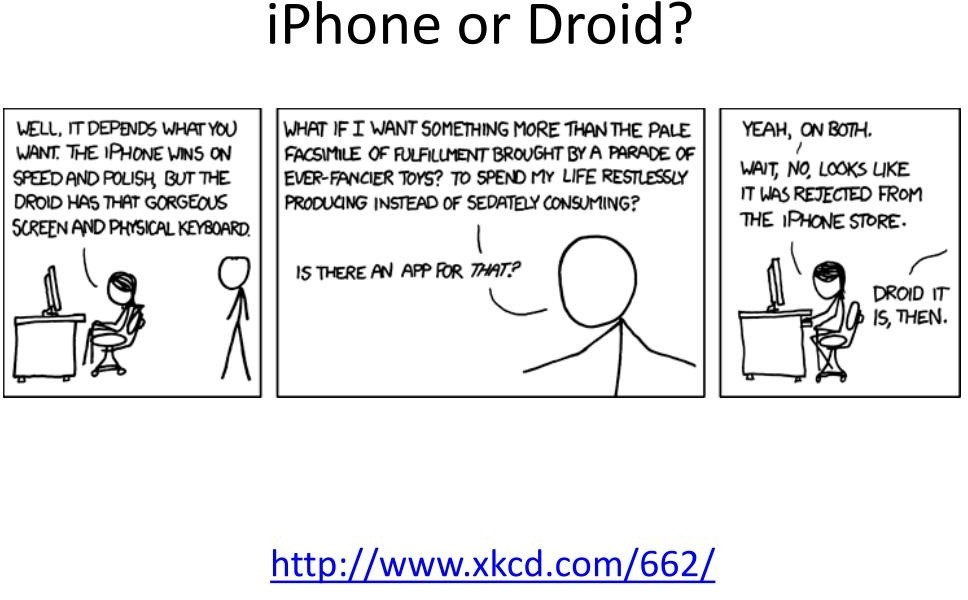 iPhone or Droid?
WELL, IT DEPENDS WHAT YOU
WANT. THE IPHONE WINS ON
SPEED AND POLISH, BUT THE
DROID HAS THAT GORGEOUS
SCREEN AND PHYSICAL KEYBOARD.
WHAT IF I WANT SOMETHING MORE THAN THE PALE
FACSIMILE OF FULFILLMENT BROUGHT BY A PARADE OF
EVER-FANCIER TOYS? TO SPEND MY LIFE RESTLESSLY
PRODUCING INSTEAD OF SEDATELY CONSUMING?
IS THERE AN APP FOR THAT?
YEAH, ON BOTH.
WAIT, NO, LOOKS LIKE
IT WAS REJECTED FROM
THE IPHONE STORE.
DROID IT
IS, THEN.
http://www.xkcd.com/662/